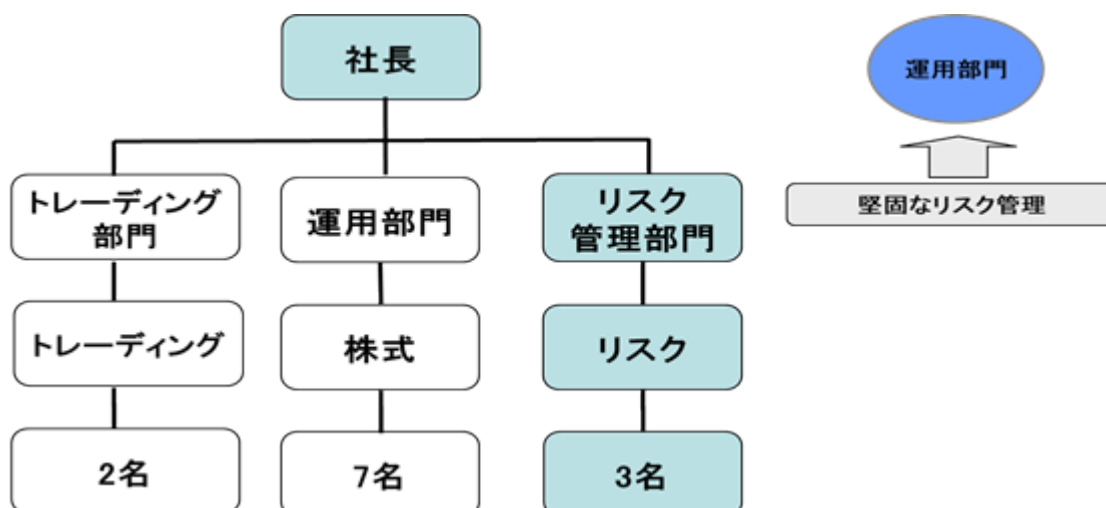 社長
運用部門
堅固なリスク管理
トレーディング
部門
運用部門
リスク
管理部門
トレーディング
株式
リスク
2名
7名
3名